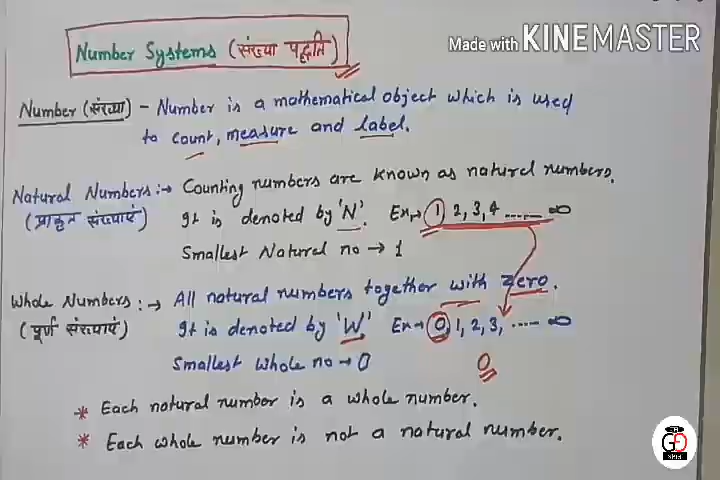 Number Systems (संख्या पद्धति)
Made with KINEMASTER
Number (संख्या) - Number is a mathematical object which is used
to count, measure and label.
Natural Numbers:→ Counting numbers are known as natural numbers.
(प्राकृत संख्याएं) It is denoted by 'N'. Ex→ 1, 2, 3, 4 ....... ∞
Smallest Natural no → 1
Whole Numbers:→ All natural numbers together with zero.
(पूर्ण संख्याएं) It is denoted by 'W' Ex→ 0, 1, 2, 3, ..... ∞
Smallest whole no → 0
0
* Each natural number is a whole number.
* Each whole number is not a natural number.